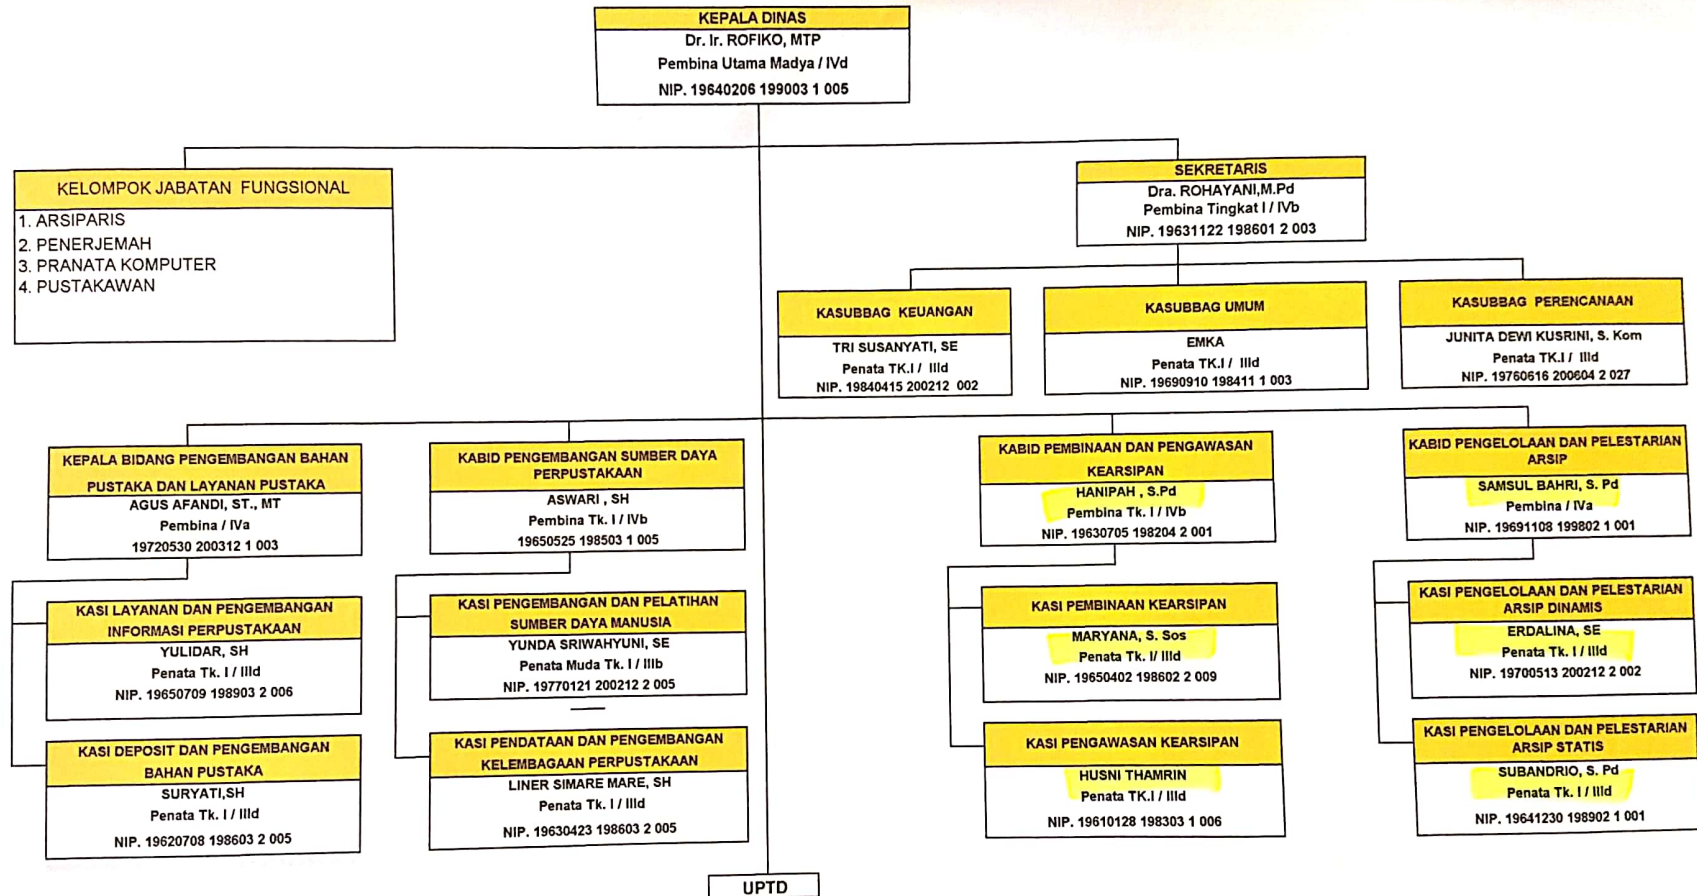 KEPALA DINAS
Dr. Ir. ROFIKO, MTP
Pembina Utama Madya / IVd
NIP. 19640206 199003 1 005
KELOMPOK JABATAN FUNGSIONAL
1. ARSIPARIS
2. PENERJEMAH
3. PRANATA KOMPUTER
4. PUSTAKAWAN
SEKRETARIS
Dra. ROHAYANI,M.Pd
Pembina Tingkat I / IVb
NIP. 19631122 198601 2 003
KASUBBAG KEUANGAN
TRI SUSANYATI, SE
Penata TK.I / IIId
NIP. 19840415 200212 002
KASUBBAG UMUM
EMKA
Penata TK.I / IIId
NIP. 19690910 198411 1 003
KASUBBAG PERENCANAAN
JUNITA DEWI KUSRINI, S. Kom
Penata TK.I / IIId
NIP. 19760616 200604 2 027
KEPALA BIDANG PENGEMBANGAN BAHAN
PUSTAKA DAN LAYANAN PUSTAKA
AGUS AFANDI, ST., MT
Pembina / IVa
19720530 200312 1 003
KABID PENGEMBANGAN SUMBER DAYA
PERPUSTAKAAN
ASWARI , SH
Pembina Tk. I / IVb
19650525 198503 1 005
KABID PEMBINAAN DAN PENGAWASAN
KEARSIPAN
HANIPAH , S.Pd
Pembina Tk. I / IVb
NIP. 19630705 198204 2 001
KABID PENGELOLAAN DAN PELESTARIAN
ARSIP
SAMSUL BAHRI, S. Pd
Pembina / IVa
NIP. 19691108 199802 1 001
KASI LAYANAN DAN PENGEMBANGAN
INFORMASI PERPUSTAKAAN
YULIDAR, SH
Penata Tk. I / IIId
NIP. 19650709 198903 2 006
KASI PENGEMBANGAN DAN PELATIHAN
SUMBER DAYA MANUSIA
YUNDA SRIWAHYUNI, SE
Penata Muda Tk. I / IIIb
NIP. 19770121 200212 2 005
KASI PEMBINAAN KEARSIPAN
MARYANA, S. Sos
Penata Tk. I/ IIId
NIP. 19650402 198602 2 009
KASI PENGELOLAAN DAN PELESTARIAN
ARSIP DINAMIS
ERDALINA, SE
Penata Tk. I / IIId
NIP. 19700513 200212 2 002
KASI DEPOSIT DAN PENGEMBANGAN
BAHAN PUSTAKA
SURYATI,SH
Penata Tk. I / IIId
NIP. 19620708 198603 2 005
KASI PENDATAAN DAN PENGEMBANGAN
KELEMBAGAAN PERPUSTAKAAN
LINER SIMARE MARE, SH
Penata Tk. I / IIId
NIP. 19630423 198603 2 005
KASI PENGAWASAN KEARSIPAN
HUSNI THAMRIN
Penata TK.I / IIId
NIP. 19610128 198303 1 006
KASI PENGELOLAAN DAN PELESTARIAN
ARSIP STATIS
SUBANDRIO, S. Pd
Penata Tk. I / IIId
NIP. 19641230 198902 1 001
UPTD